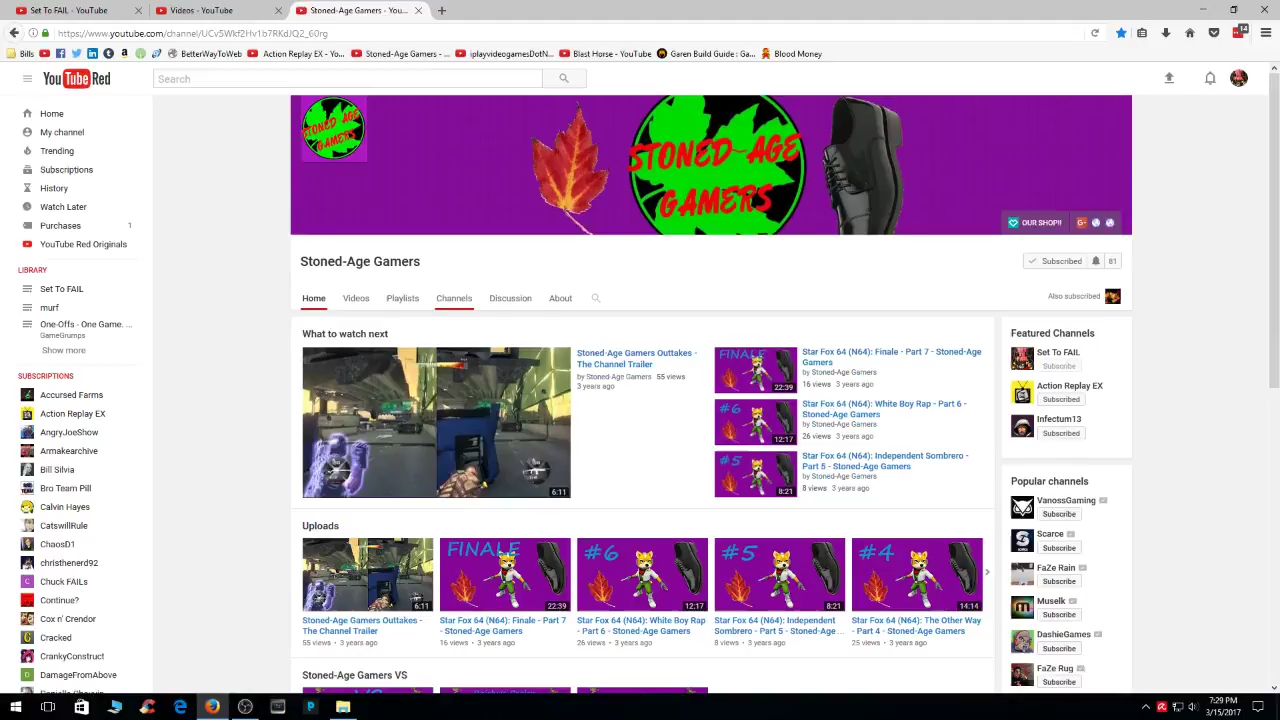 Set To FAIL - YouTube
YouTube
Stoned-Age Gamers - You...
https://www.youtube.com/channel/UCv5Wkf2Hv1b7RKdJQ2_60rg
14
Bills
BetterWayToWeb
Action Replay EX - Yo...
Stoned-Age Gamers - ...
iplayvideogamesDotN...
Blast Horse - YouTube
Garen Build Guide : Ga...
Blood Money
YouTube Red
Search
Home
My channel
Trending
Subscriptions
History
Watch Later
Purchases 1
YouTube Red Originals
LIBRARY
Set To FAIL
murf
One-Offs - One Game. ...
GameGrumps
Show more
SUBSCRIPTIONS
Accursed Farms
Action Replay EX
AngryJoeShow
Armakearchive
Bill Silvia
Bro Team Pill
Calvin Hayes
CatswillRule
ChaosD1
christhenerd92
Chuck FAILs
Continue?
Cox n' Crendor
Cracked
CrankyConstruct
DamageFromAbove
STONED AGE
GAMERS
STONED-AGE
GAMERS
OUR SHOP!!
G+
Stoned-Age Gamers
Subscribed 81
Home Videos Playlists Channels Discussion About
Also subscribed
What to watch next
6:11
Stoned-Age Gamers Outtakes -
The Channel Trailer
by Stoned-Age Gamers 55 views
3 years ago
FINALE
22:39
Star Fox 64 (N64): Finale - Part 7 - Stoned-Age
Gamers
by Stoned-Age Gamers
16 views 3 years ago
#6
12:17
Star Fox 64 (N64): White Boy Rap - Part 6 -
Stoned-Age Gamers
by Stoned-Age Gamers
26 views 3 years ago
#5
8:21
Star Fox 64 (N64): Independent Sombrero -
Part 5 - Stoned-Age Gamers
by Stoned-Age Gamers
8 views 3 years ago
Uploads
6:11
Stoned-Age Gamers Outtakes -
The Channel Trailer
55 views • 3 years ago
FINALE
22:39
Star Fox 64 (N64): Finale - Part 7
- Stoned-Age Gamers
16 views • 3 years ago
#6
12:17
Star Fox 64 (N64): White Boy Rap
- Part 6 - Stoned-Age Gamers
26 views • 3 years ago
#5
8:21
Star Fox 64 (N64): Independent
Sombrero - Part 5 - Stoned-Age ...
8 views • 3 years ago
#4
14:14
Star Fox 64 (N64): The Other Way
- Part 4 - Stoned-Age Gamers
25 views • 3 years ago
Stoned-Age Gamers VS
Featured Channels
Set To FAIL
Subscribe
Action Replay EX
Subscribed
Infectum13
Subscribed
Popular channels
VanossGaming
Subscribe
Scarce
Subscribe
FaZe Rain
Subscribe
Muselk
Subscribe
DashieGames
Subscribe
FaZe Rug
Subscribe
7:29 PM
3/15/2017